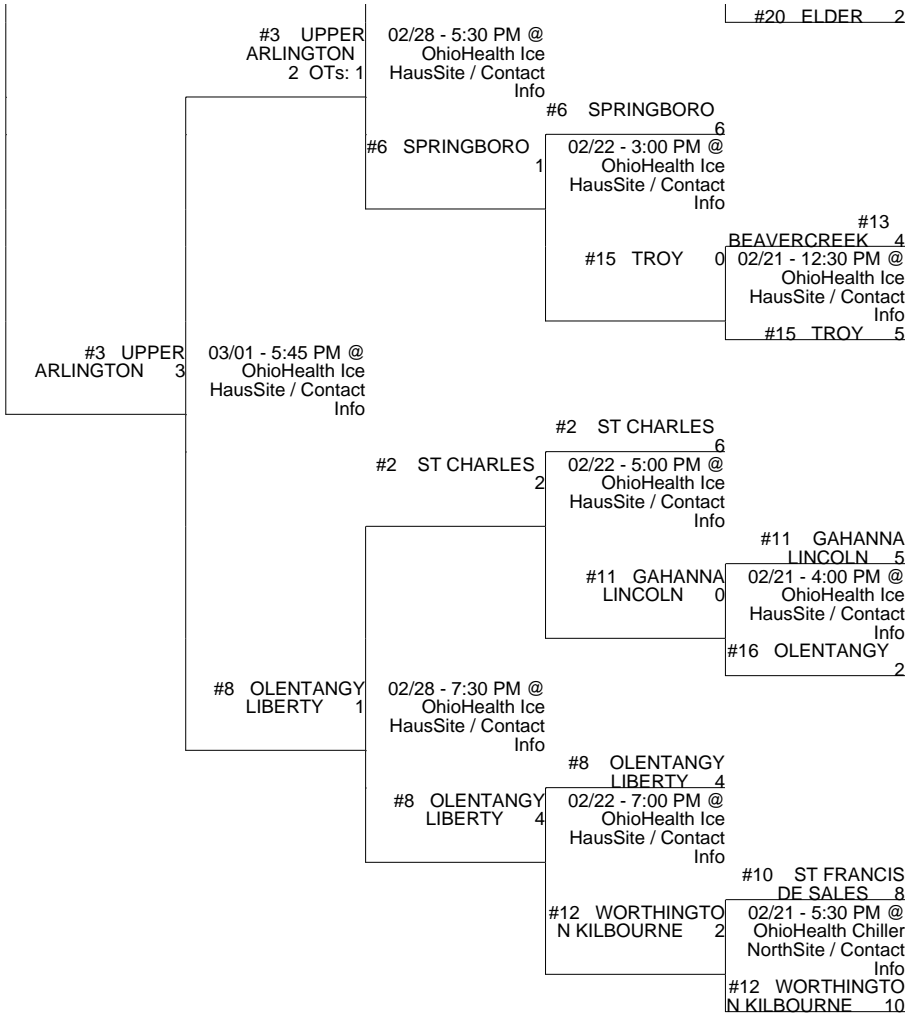 #20 ELDER 2
#3 UPPER
ARLINGTON
2 OTs: 1
02/28 - 5:30 PM @
OhioHealth Ice
HausSite / Contact
Info
#6 SPRINGBORO
6
#6 SPRINGBORO
1
02/22 - 3:00 PM @
OhioHealth Ice
HausSite / Contact
Info
#13
BEAVERCREEK 4
#15 TROY 0
02/21 - 12:30 PM @
OhioHealth Ice
HausSite / Contact
Info
#15 TROY 5
#3 UPPER
ARLINGTON 3
03/01 - 5:45 PM @
OhioHealth Ice
HausSite / Contact
Info
#2 ST CHARLES
6
#2 ST CHARLES
2
02/22 - 5:00 PM @
OhioHealth Ice
HausSite / Contact
Info
#11 GAHANNA
LINCOLN 5
#11 GAHANNA
LINCOLN 0
02/21 - 4:00 PM @
OhioHealth Ice
HausSite / Contact
Info
#16 OLENTANGY
2
#8 OLENTANGY
LIBERTY 1
02/28 - 7:30 PM @
OhioHealth Ice
HausSite / Contact
Info
#8 OLENTANGY
LIBERTY 4
#8 OLENTANGY
LIBERTY 4
02/22 - 7:00 PM @
OhioHealth Ice
HausSite / Contact
Info
#10 ST FRANCIS
DE SALES 8
#12 WORTHINGTO
N KILBOURNE 2
02/21 - 5:30 PM @
OhioHealth Chiller
NorthSite / Contact
Info
#12 WORTHINGTO
N KILBOURNE 10